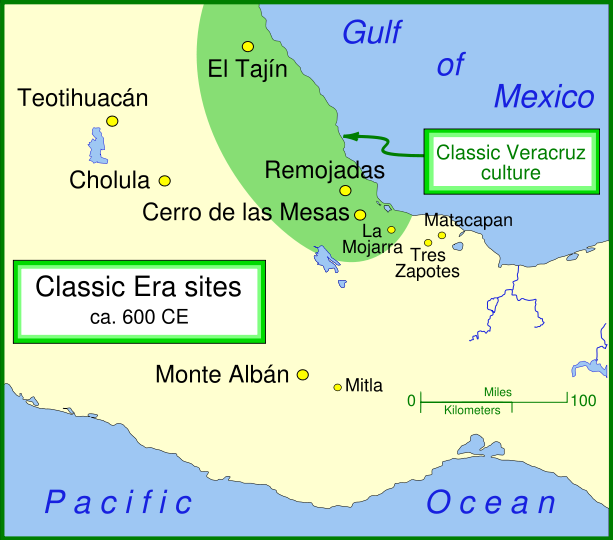 Gulf
of
Mexico
El Tajín
Teotihuacán
Classic Veracruz
culture
Remojadas
Cholula
Cerro de las Mesas
La
Mojarra
Matacapan
Tres
Zapotes
Classic Era sites
ca. 600 CE
Monte Albán
Mitla
Miles
0
100
Kilometers
Pacific
Ocean